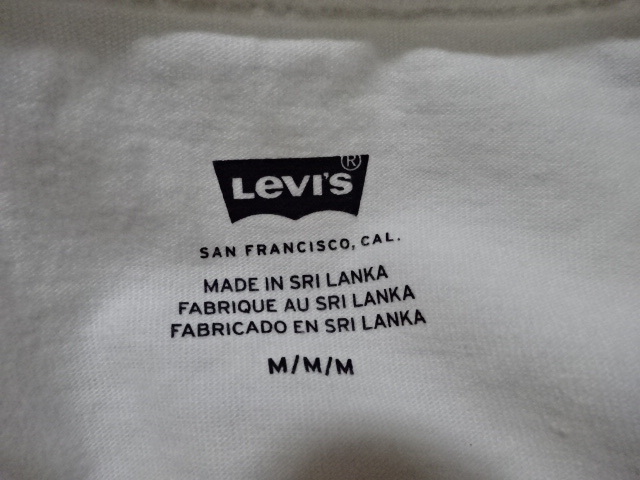 Levi's®
SAN FRANCISCO, CAL.
MADE IN SRI LANKA
FABRIQUE AU SRI LANKA
FABRICADO EN SRI LANKA
M/M/M